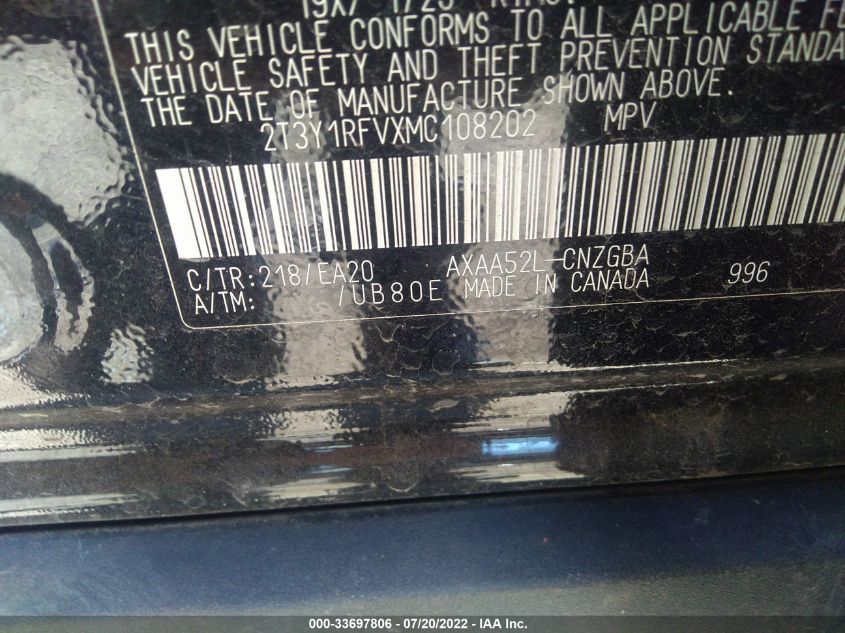 THIS VEHICLE CONFORMS TO ALL APPLICABLE
VEHICLE SAFETY AND THEFT PREVENTION
THE DATE OF MANUFACTURE SHOWN ABOVE.
2T3Y1RFVXMC108202 MPV
C/TR:218/EA20 AXAA52L-CNZGBA
A/TM: /UB80E MADE IN CANADA 996
000-33697806 - 07/20/2022 - IAA Inc.